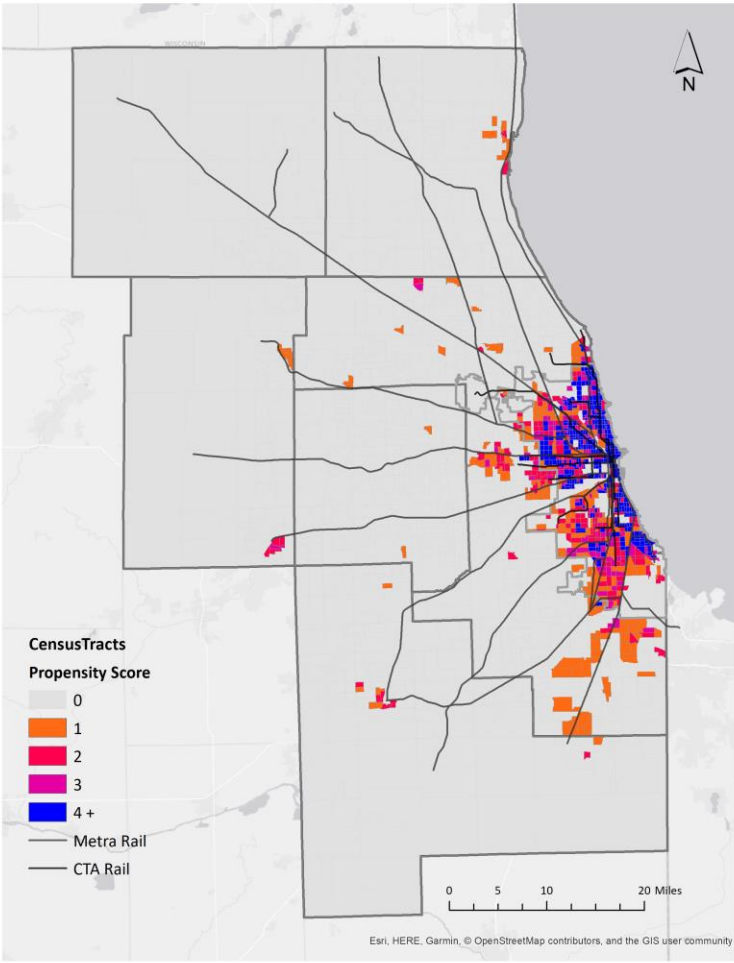 WISCONSIN
N
CensusTracts
Propensity Score
0
1
2
3
4 +
Metra Rail
CTA Rail
0 5 10 20 Miles
Esri, HERE, Garmin, © OpenStreetMap contributors, and the GIS user community